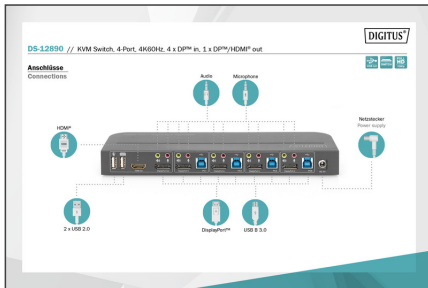 DIGITUS®
DS-12890 // KVM Switch, 4-Port, 4K60Hz, 4 x DP™ in, 1 x DP™/HDMI® out
Anschlüsse
Connections
Audio
Microphone
HDMI®
Netzstecker
Power supply
2 x USB 2.0
DisplayPort™
USB B 3.0